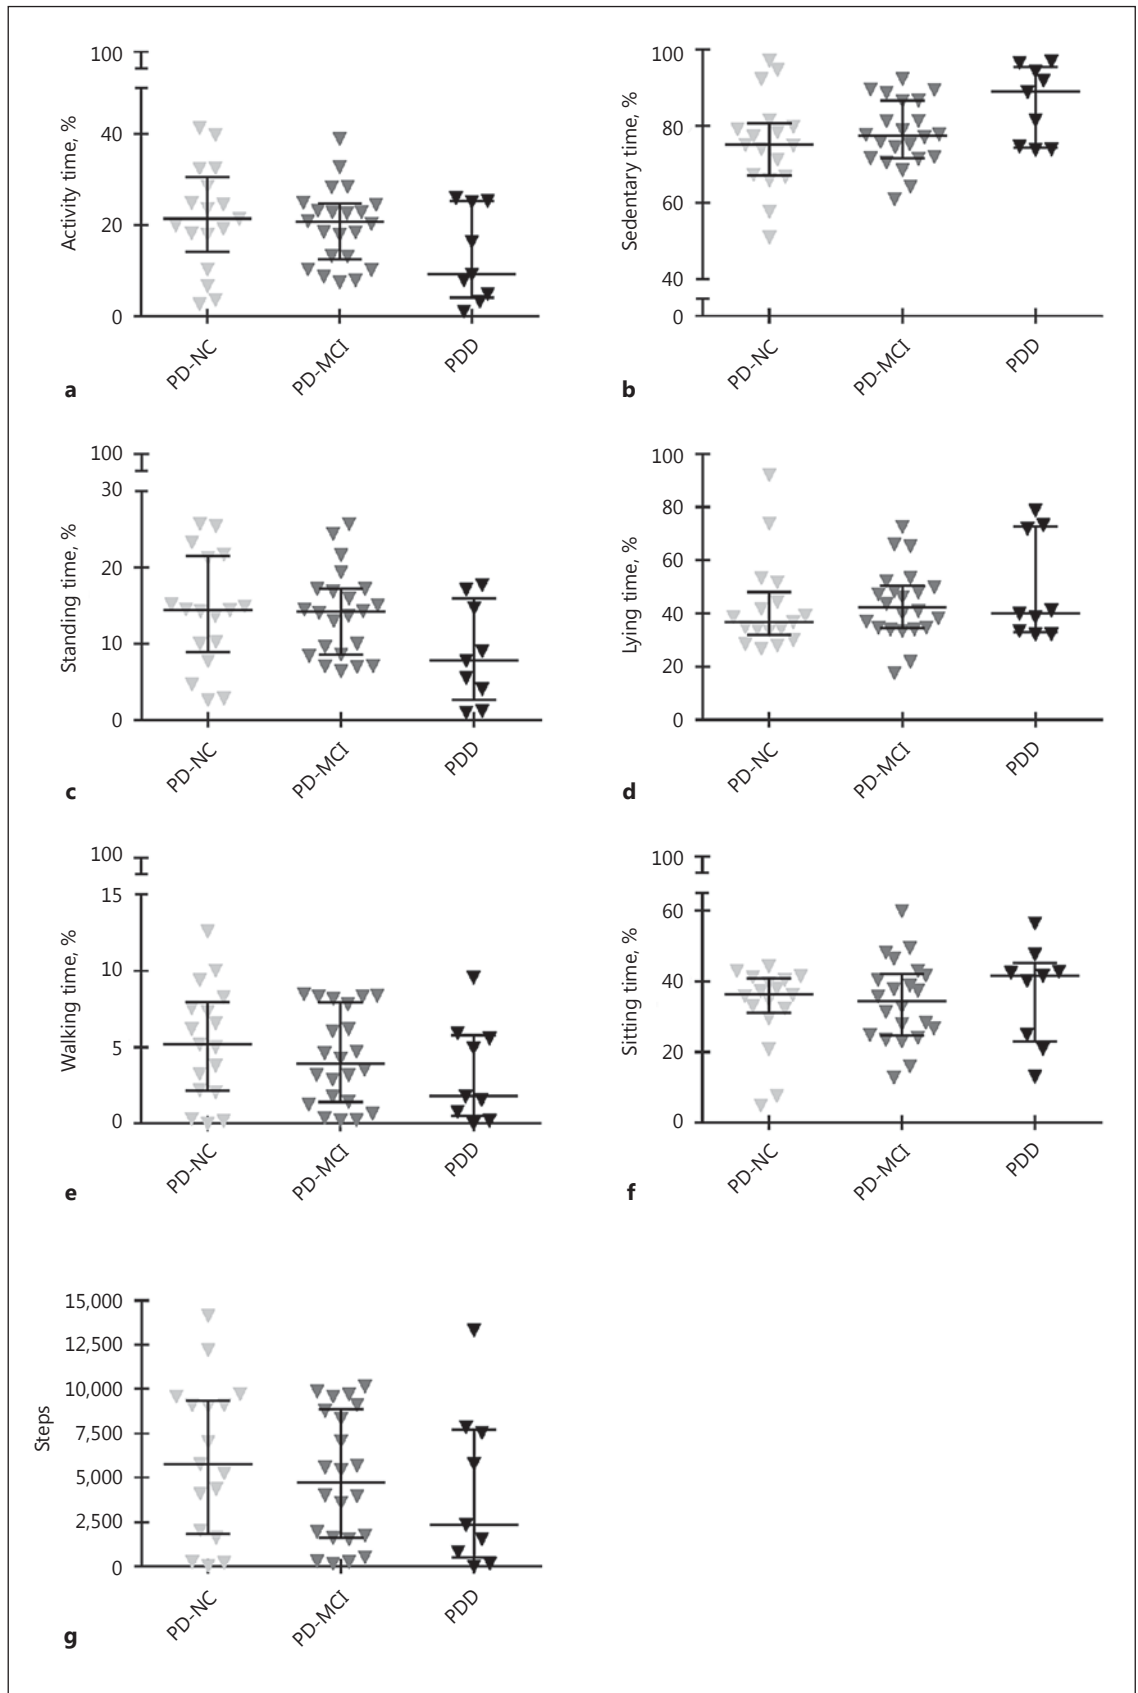 100
40
20
0
Activity time, %
PD-NC
PD-MCI
PDD
a
100
80
60
40
0
Sedentary time, %
PD-NC
PD-MCI
PDD
b
100
30
20
10
0
Standing time, %
PD-NC
PD-MCI
PDD
c
100
80
60
40
20
0
Lying time, %
PD-NC
PD-MCI
PDD
d
100
15
10
5
0
Walking time, %
PD-NC
PD-MCI
PDD
e
100
60
40
20
0
Sitting time, %
PD-NC
PD-MCI
PDD
f
15,000
12,500
10,000
7,500
5,000
2,500
0
Steps
PD-NC
PD-MCI
PDD
g